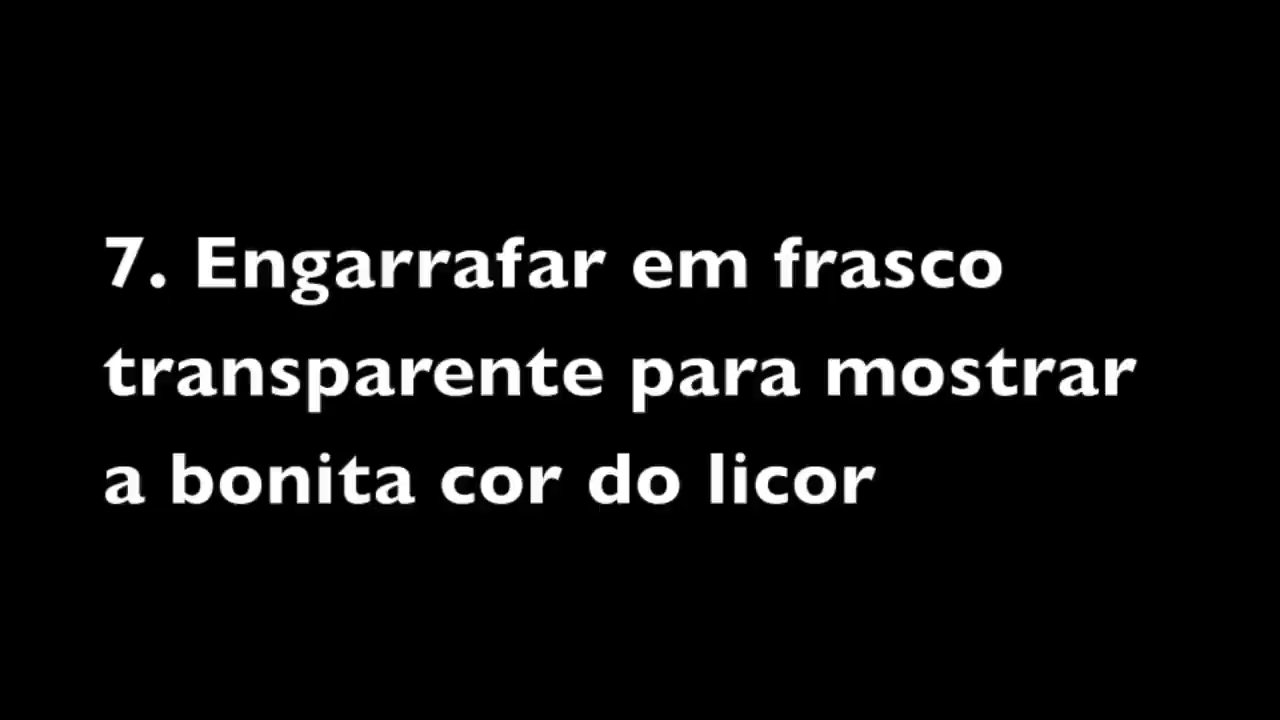 7. Engarrafar em frasco
transparente para mostrar
a bonita cor do licor